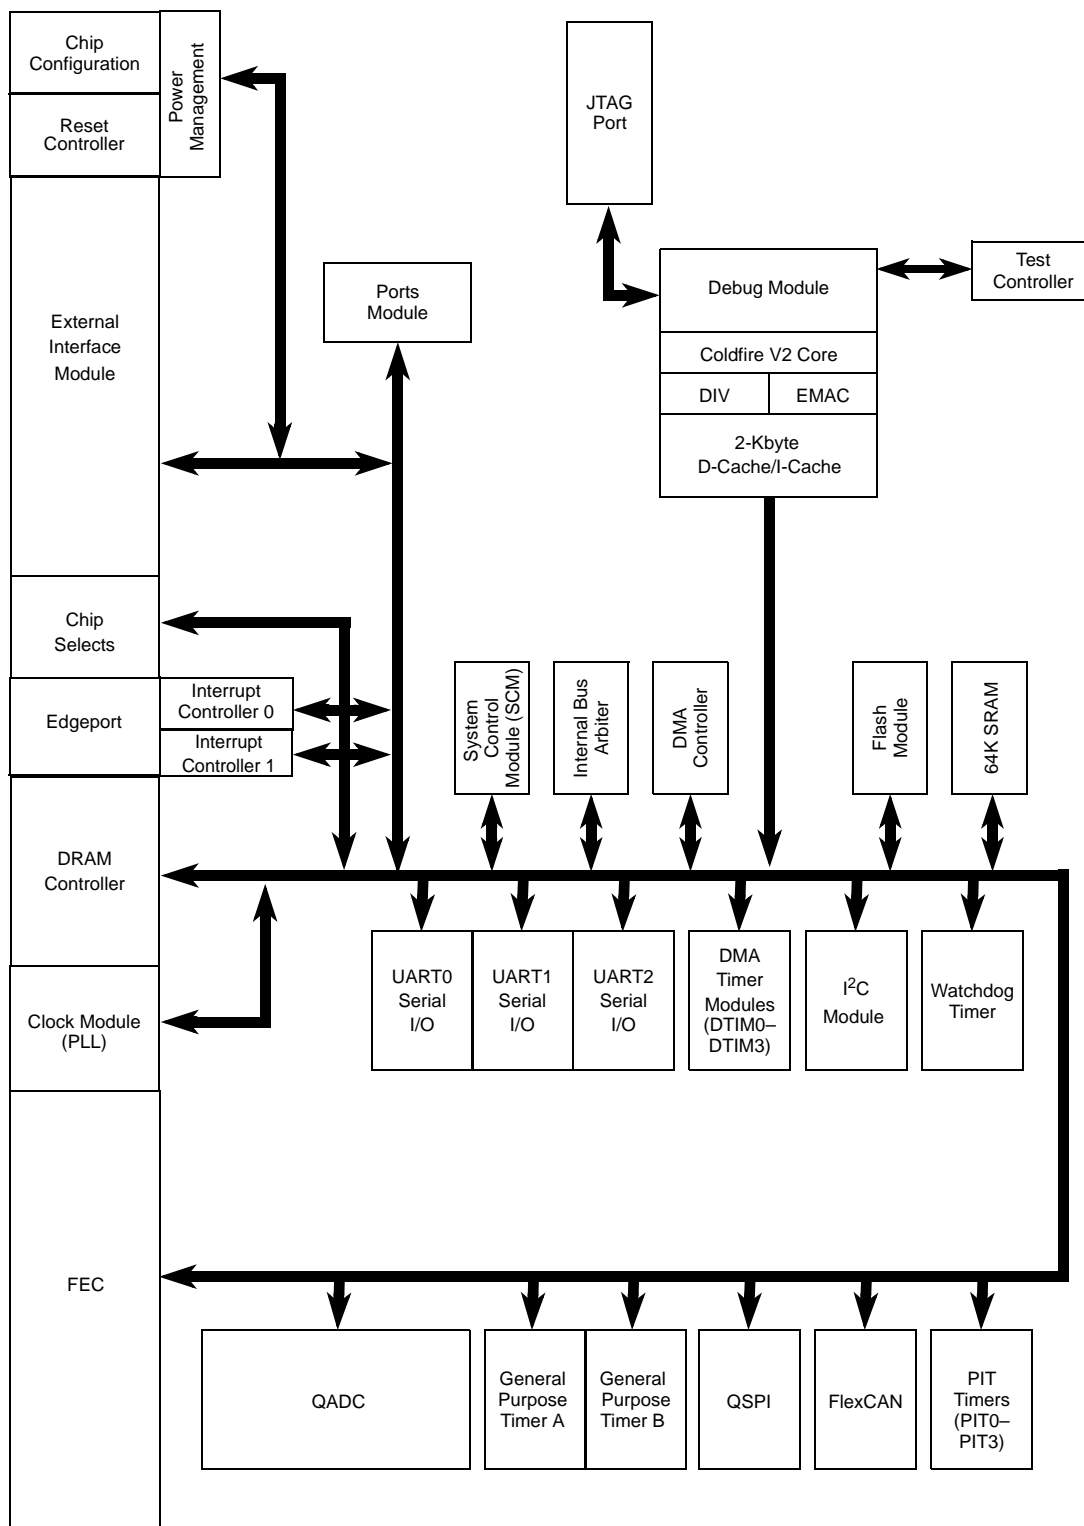 Chip
Configuration
Power
Management
Reset
Controller
JTAG
Port
External
Interface
Module
Ports
Module
Debug Module
Test
Controller
Coldfire V2 Core
DIV
EMAC
2-Kbyte
D-Cache/I-Cache
Chip
Selects
Edgeport
Interrupt
Controller 0
Interrupt
Controller 1
System
Control
Module (SCM)
Internal Bus
Arbiter
DMA
Controller
Flash
Module
64K SRAM
DRAM
Controller
UART0
Serial
I/O
UART1
Serial
I/O
UART2
Serial
I/O
DMA
Timer
Modules
(DTIM0–
DTIM3)
I²C
Module
Watchdog
Timer
Clock Module
(PLL)
FEC
QADC
General
Purpose
Timer A
General
Purpose
Timer B
QSPI
FlexCAN
PIT
Timers
(PIT0–
PIT3)